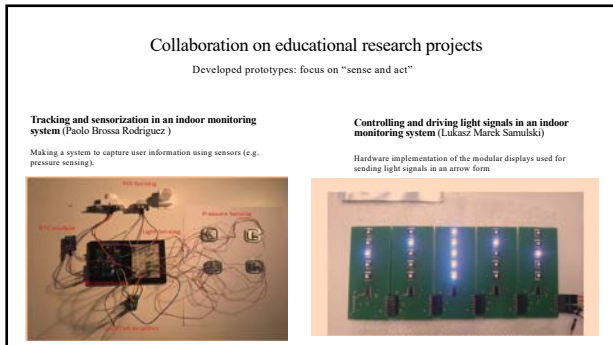 Collaboration on educational research projects
Developed prototypes: focus on “sense and act”
Tracking and sensorization in an indoor monitoring
system (Paolo Brossa Rodriguez )
Making a system to capture user information using sensors (e.g.
pressure sensing).
Controlling and driving light signals in an indoor
monitoring system (Lukasz Marek Samulski)
Hardware implementation of the modular displays used for
sending light signals in an arrow form
PIR Sensing
Pressure Sensing
Light Sensing
RTC module